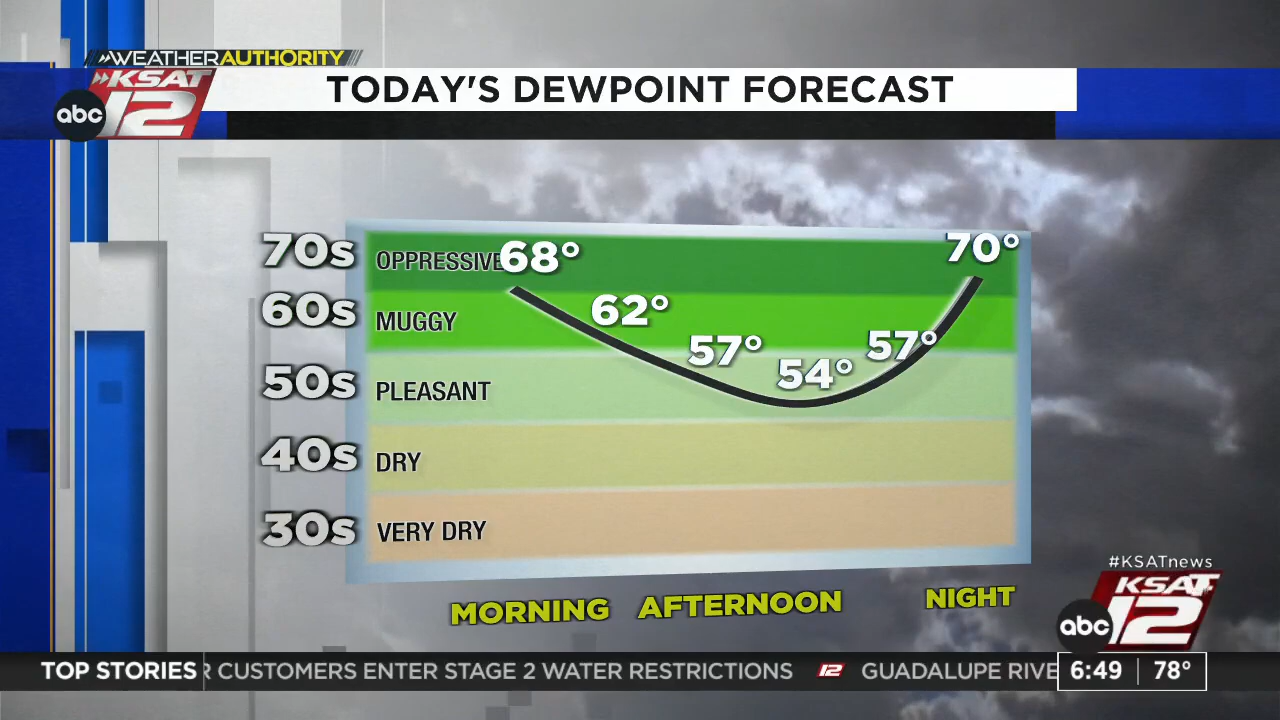 WEATHERAUTHORITY
KSAT
abc 12
TODAY'S DEWPOINT FORECAST
70s OPPRESSIVE 68° 70°
60s MUGGY 62°
57° 57°
50s PLEASANT 54°
40s DRY
30s VERY DRY
MORNING AFTERNOON NIGHT
#KSATnews
KSAT
abc 12
TOP STORIES R CUSTOMERS ENTER STAGE 2 WATER RESTRICTIONS 12 GUADALUPE RIVE 6:49 78°